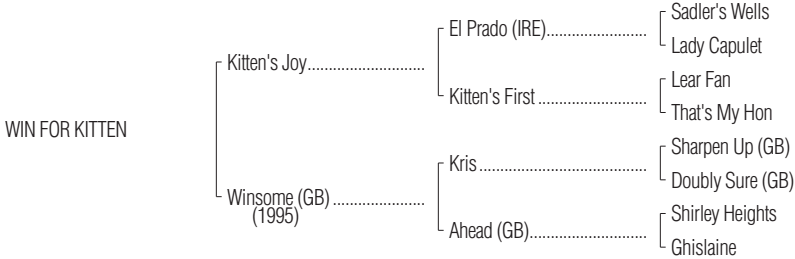 WIN FOR KITTEN
Kitten's Joy............................
Winsome (GB) ......................
(1995)
El Prado (IRE)........................
Kitten's First ..........................
Kris........................................
Ahead (GB)............................
Sadler's Wells
Lady Capulet
Lear Fan
That's My Hon
Sharpen Up (GB)
Doubly Sure (GB)
Shirley Heights
Ghislaine